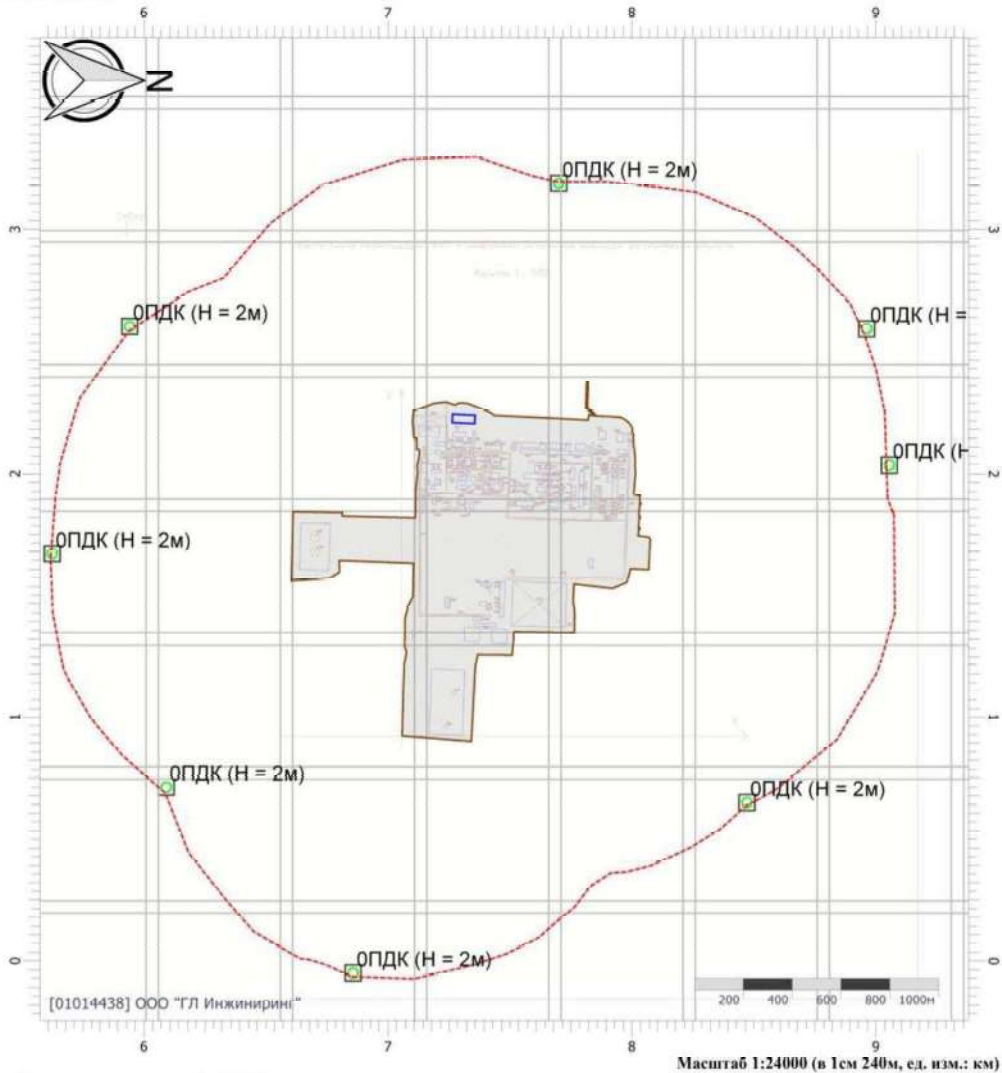 6 7 8 9
N
0ПДК (H = 2м)
3 3
0ПДК (H = 2м)
0ПДК (H =
2 0ПДК (H 2
0ПДК (H = 2м)
1 1
0ПДК (H = 2м)
0ПДК (H = 2м)
0 0
0ПДК (H = 2м)
[01014438] ООО "ГЛ Инжиниринг"
200 400 600 800 1000м
6 7 8 9
Масштаб 1:24000 (в 1см 240м, ед. изм.: км)